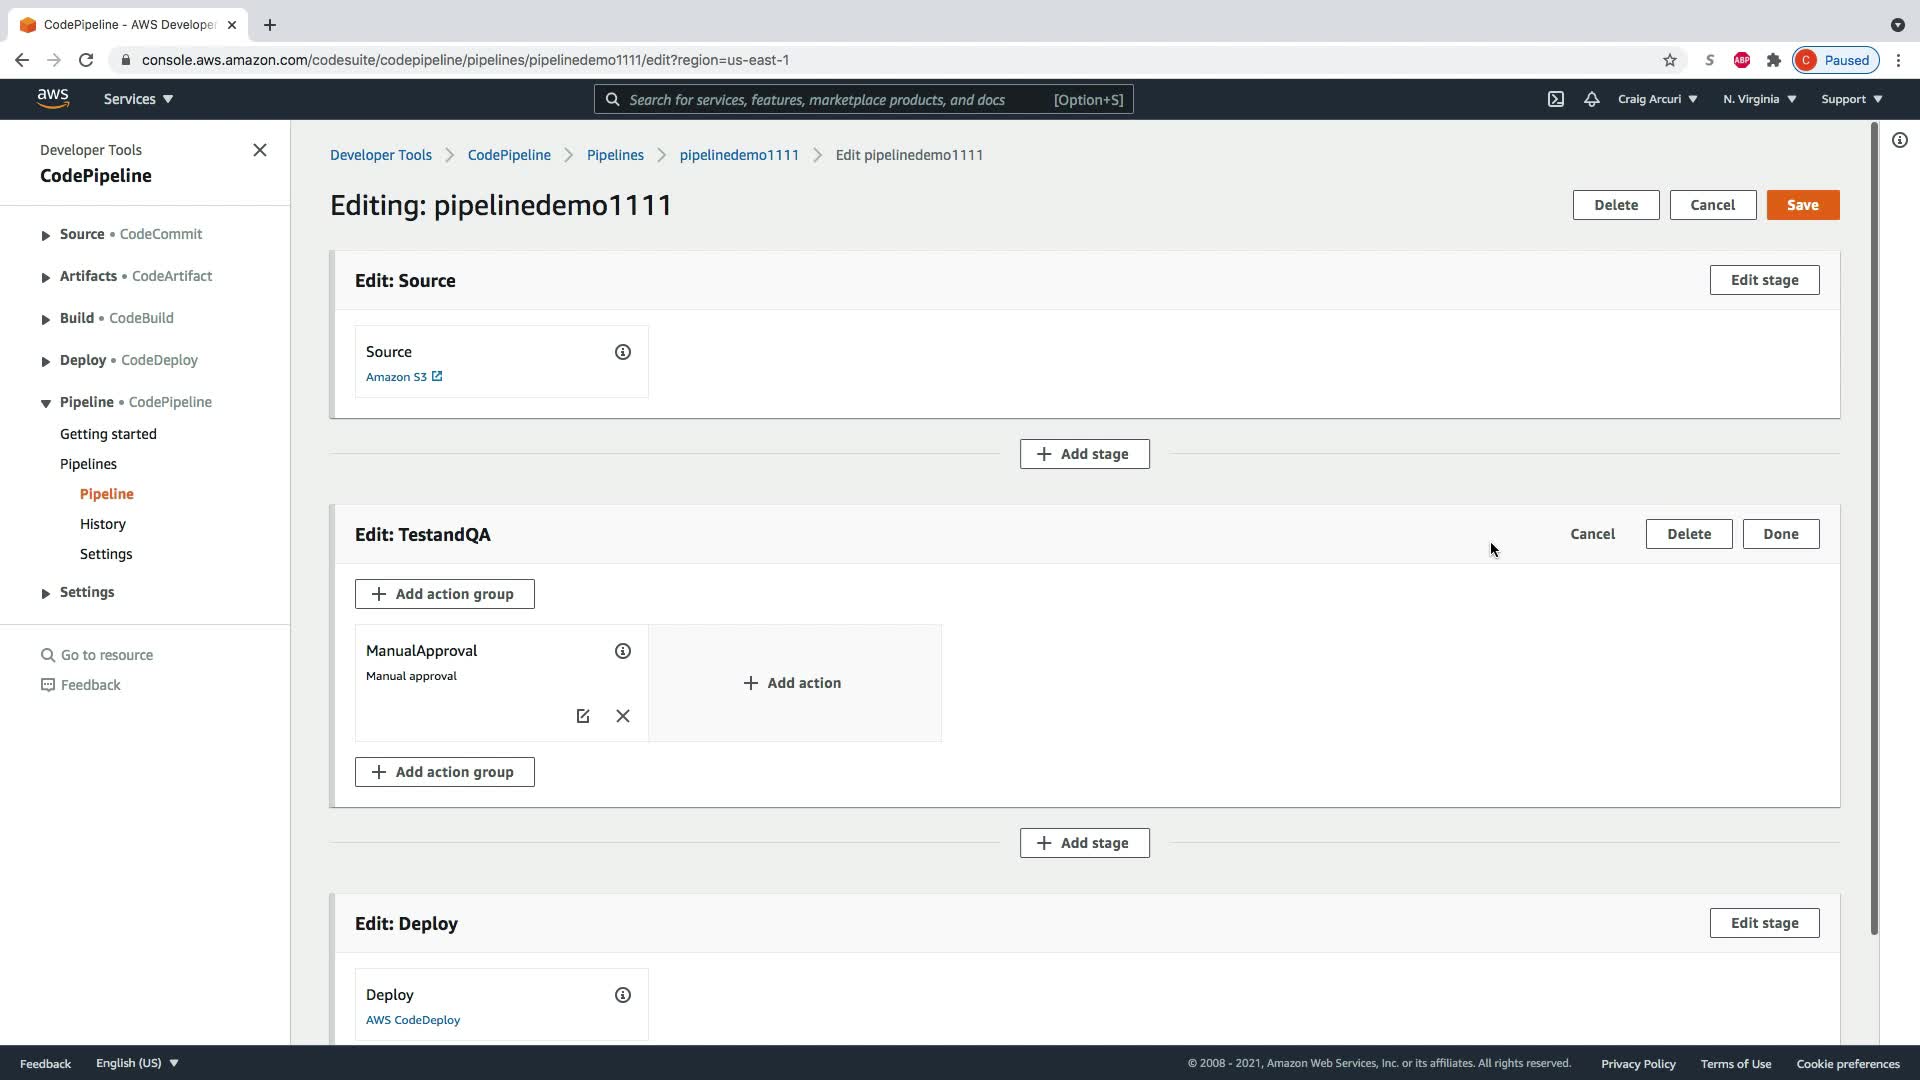 CodePipeline - AWS Developer
console.aws.amazon.com/codesuite/codepipeline/pipelines/pipelinedemo1111/edit?region=us-east-1
S
ABP
C
Paused
aws
Services
Search for services, features, marketplace products, and docs
[Option+S]
Craig Arcuri
N. Virginia
Support
Developer Tools
CodePipeline
Source • CodeCommit
Artifacts • CodeArtifact
Build • CodeBuild
Deploy • CodeDeploy
Pipeline • CodePipeline
Getting started
Pipelines
Pipeline
History
Settings
Settings
Go to resource
Feedback
Developer Tools > CodePipeline > Pipelines > pipelinedemo1111 > Edit pipelinedemo1111
Editing: pipelinedemo1111
Delete
Cancel
Save
Edit: Source
Edit stage
Source
Amazon S3
Add stage
Edit: TestandQA
Cancel
Delete
Done
Add action group
ManualApproval
Manual approval
Add action
Add action group
Add stage
Edit: Deploy
Edit stage
Deploy
AWS CodeDeploy
Feedback
English (US)
© 2008 - 2021, Amazon Web Services, Inc. or its affiliates. All rights reserved.
Privacy Policy
Terms of Use
Cookie preferences